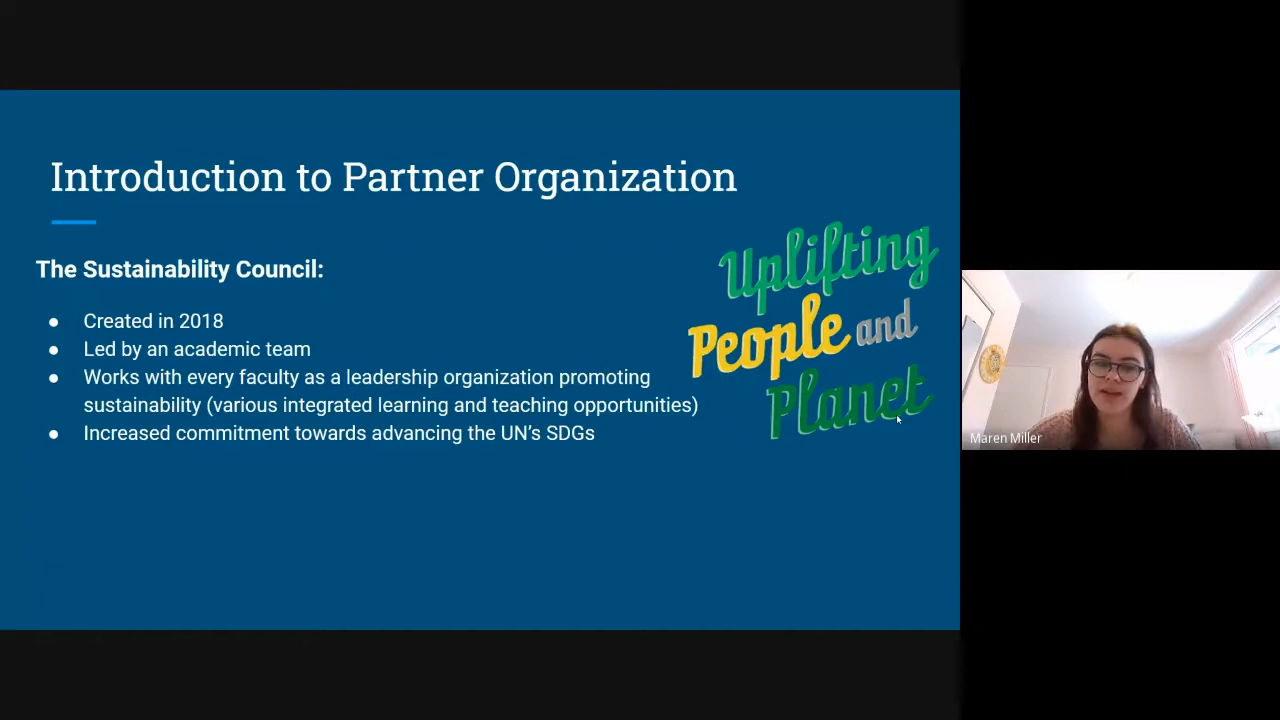 Introduction to Partner Organization
The Sustainability Council:
● Created in 2018
● Led by an academic team
● Works with every faculty as a leadership organization promoting
sustainability (various integrated learning and teaching opportunities)
● Increased commitment towards advancing the UN’s SDGs
Uplifting
People and
Planet
Maren Miller